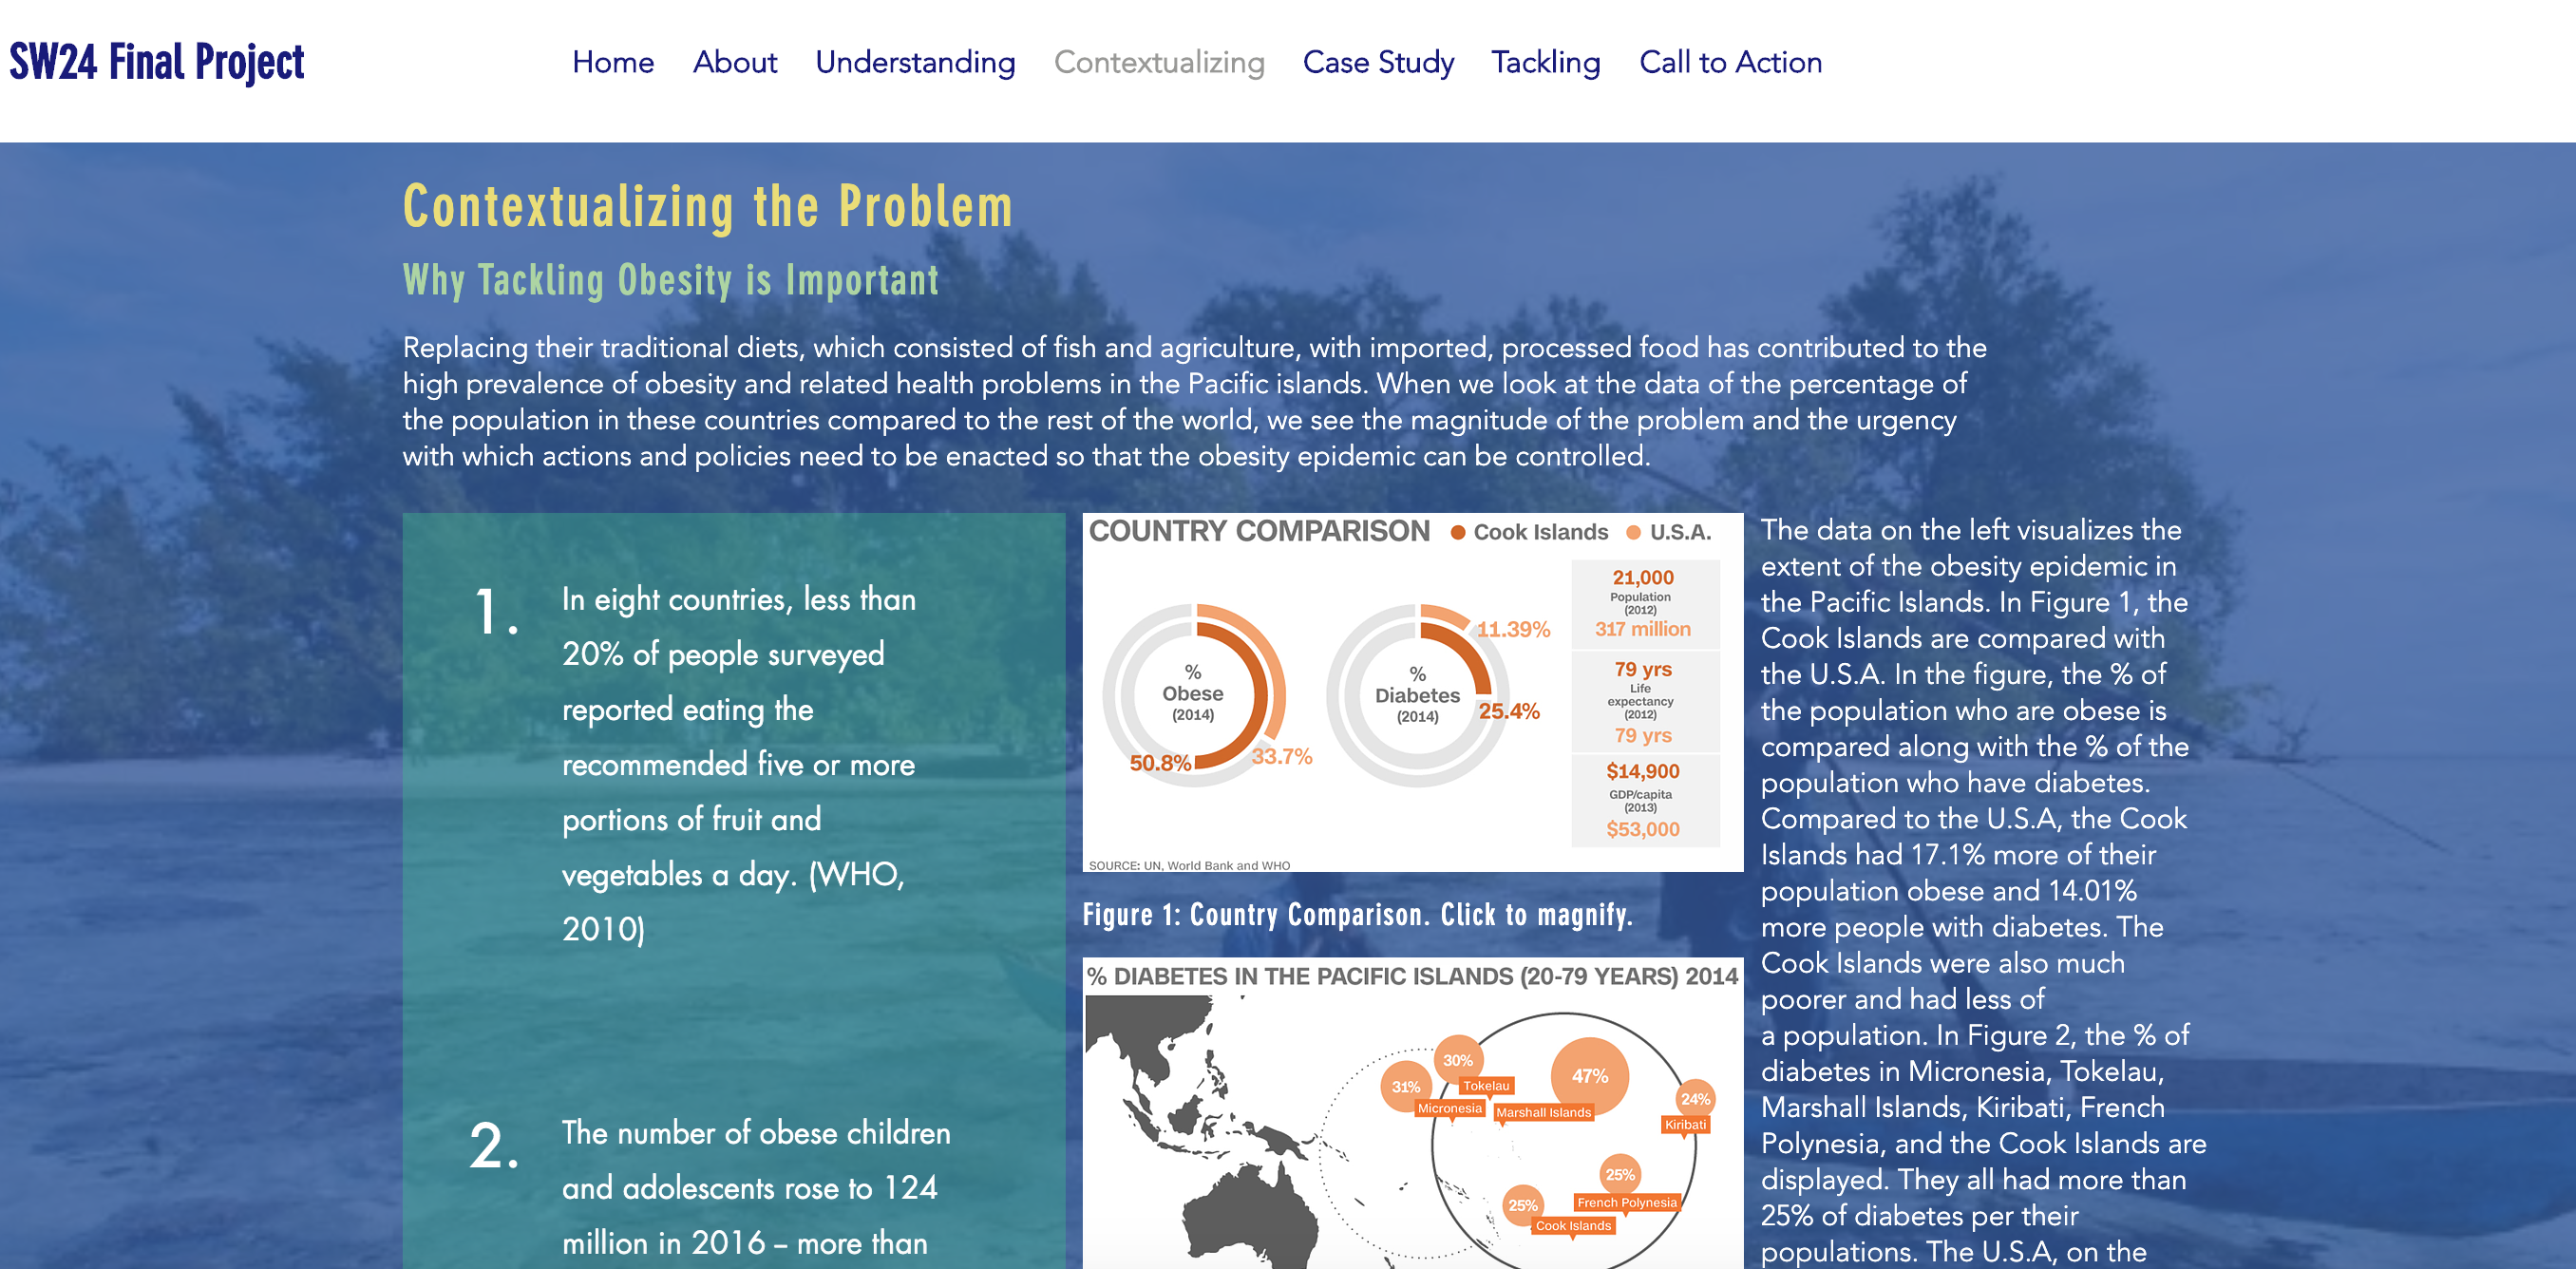 SW24 Final Project
Home About Understanding Contextualizing Case Study Tackling Call to Action
Contextualizing the Problem
Why Tackling Obesity is Important
Replacing their traditional diets, which consisted of fish and agriculture, with imported, processed food has contributed to the
high prevalence of obesity and related health problems in the Pacific islands. When we look at the data of the percentage of
the population in these countries compared to the rest of the world, we see the magnitude of the problem and the urgency
with which actions and policies need to be enacted so that the obesity epidemic can be controlled.
1.
In eight countries, less than
20% of people surveyed
reported eating the
recommended five or more
portions of fruit and
vegetables a day. (WHO,
2010)
2.
The number of obese children
and adolescents rose to 124
million in 2016 – more than
COUNTRY COMPARISON Cook Islands U.S.A.
%
Obese
(2014)
50.8%
33.7%
%
Diabetes
(2014)
11.39%
25.4%
21,000
Population
(2012)
317 million
79 yrs
Life
expectancy
(2012)
79 yrs
$14,900
GDP/capita
(2013)
$53,000
SOURCE: UN, World Bank and WHO
Figure 1: Country Comparison. Click to magnify.
% DIABETES IN THE PACIFIC ISLANDS (20-79 YEARS) 2014
30%
Tokelau
31%
Micronesia
47%
Marshall Islands
24%
Kiribati
25%
French Polynesia
25%
Cook Islands
The data on the left visualizes the
extent of the obesity epidemic in
the Pacific Islands. In Figure 1, the
Cook Islands are compared with
the U.S.A. In the figure, the % of
the population who are obese is
compared along with the % of the
population who have diabetes.
Compared to the U.S.A, the Cook
Islands had 17.1% more of their
population obese and 14.01%
more people with diabetes. The
Cook Islands were also much
poorer and had less of
a population. In Figure 2, the % of
diabetes in Micronesia, Tokelau,
Marshall Islands, Kiribati, French
Polynesia, and the Cook Islands are
displayed. They all had more than
25% of diabetes per their
populations. The U.S.A, on the